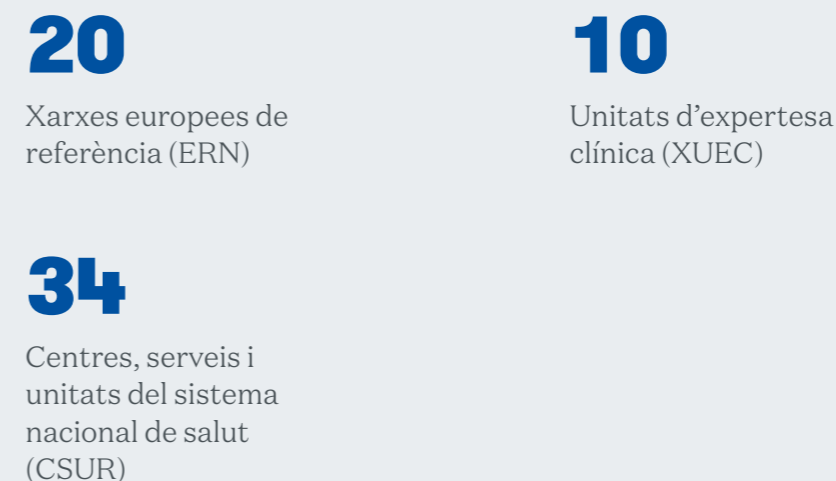 20
Xarxes europees de
referència (ERN)
10
Unitats d’expertesa
clínica (XUEC)
34
Centres, serveis i
unitats del sistema
nacional de salut
(CSUR)